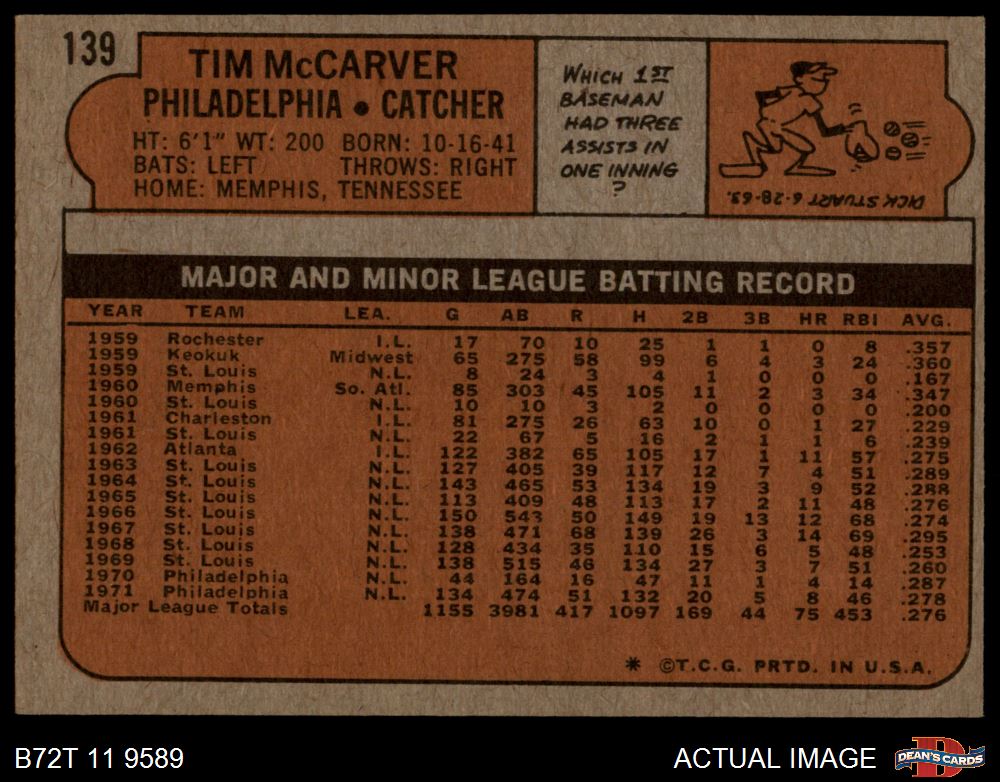 139
TIM McCARVER
PHILADELPHIA • CATCHER
HT: 6'1" WT: 200 BORN: 10-16-41
BATS: LEFT THROWS: RIGHT
HOME: MEMPHIS, TENNESSEE
WHICH 1ST
BASEMAN
HAD THREE
ASSISTS IN
ONE INNING
?
DICK STUART 6-28-63.
MAJOR AND MINOR LEAGUE BATTING RECORD
YEAR TEAM LEA. G AB R H 2B 3B HR RBI AVG.
1959 Rochester I.L. 17 70 10 25 1 1 0 8 .357
1959 Keokuk Midwest 65 275 58 99 6 4 3 24 .360
1959 St. Louis N.L. 8 24 3 4 1 0 0 0 .167
1960 Memphis So. Atl. 85 303 45 105 11 2 3 34 .347
1960 St. Louis N.L. 10 10 3 2 0 0 0 0 .200
1961 Charleston I.L. 81 275 26 63 10 0 1 27 .229
1961 St. Louis N.L. 22 67 5 16 2 1 1 6 .239
1962 Atlanta I.L. 122 382 65 105 17 1 11 57 .275
1963 St. Louis N.L. 127 405 39 117 12 7 4 51 .289
1964 St. Louis N.L. 143 465 53 134 19 3 9 52 .288
1965 St. Louis N.L. 113 409 48 113 17 2 11 48 .276
1966 St. Louis N.L. 150 543 50 149 19 13 12 68 .274
1967 St. Louis N.L. 138 471 68 139 26 3 14 69 .295
1968 St. Louis N.L. 128 434 35 110 15 6 5 48 .253
1969 St. Louis N.L. 138 515 46 134 27 3 7 51 .260
1970 Philadelphia N.L. 44 164 16 47 11 1 4 14 .287
1971 Philadelphia N.L. 134 474 51 132 20 5 8 46 .278
Major League Totals 1155 3981 417 1097 169 44 75 453 .276
* ©T.C.G. PRTD. IN U.S.A.
B72T 11 9589
ACTUAL IMAGE
D
DEAN'S CARDS